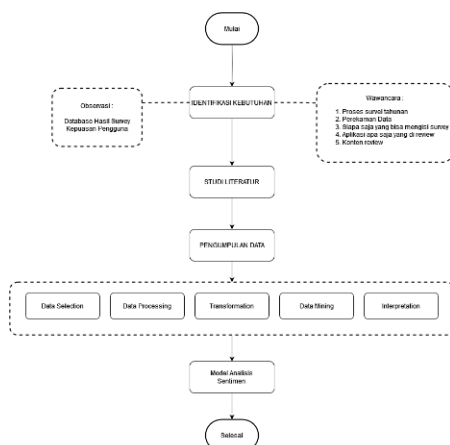 Mulai
IDENTIFIKASI KEBUTUHAN
Observasi :
Database Hasil Survey
Kepuasan Pengguna
Wawancara :
1. Proses survei tahunan
2. Perekaman Data
3. Siapa saja yang bisa mengisi survey
4. Aplikasi apa saja yang di review
5. Konten review
STUDI LITERATUR
PENGUMPULAN DATA
Data Selection
Data Processing
Transformation
Data Mining
Interpretation
Model Analisis
Sentimen
Selesai